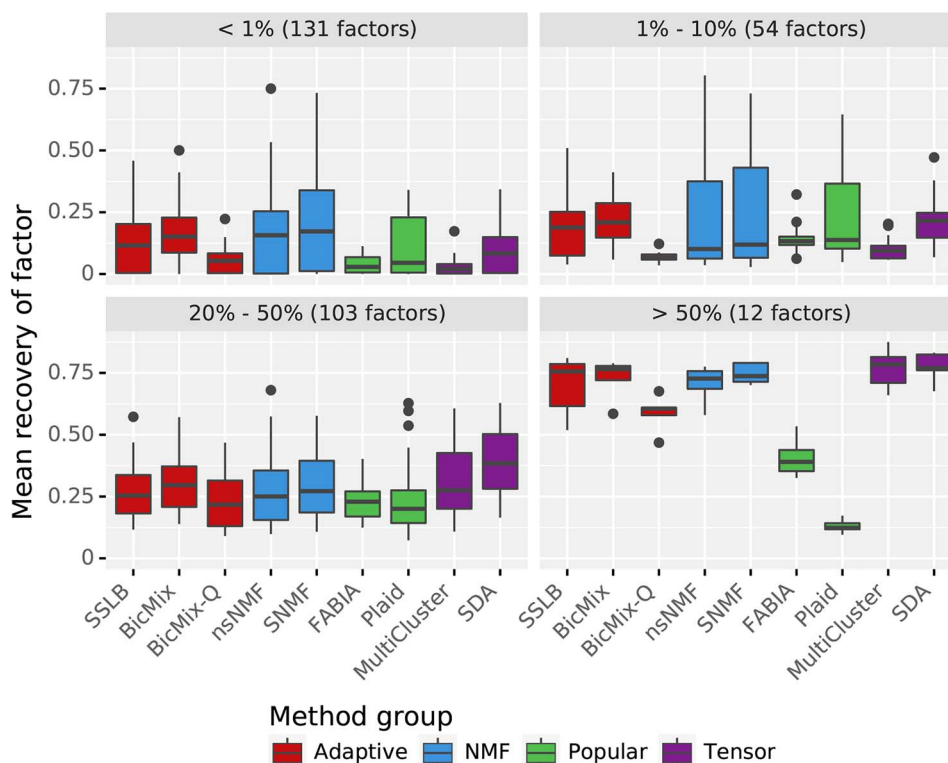 < 1% (131 factors)
1% - 10% (54 factors)
0.75
0.50
0.25
0
20% - 50% (103 factors)
> 50% (12 factors)
0.75
0.50
0.25
0
Mean recovery of factor
SSLB
BicMix
BicMix-Q
nsNMF
SNMF
FABIA
Plaid
MultiCluster
SDA
SSLB
BicMix
BicMix-Q
nsNMF
SNMF
FABIA
Plaid
MultiCluster
SDA
Method group
Adaptive NMF Popular Tensor